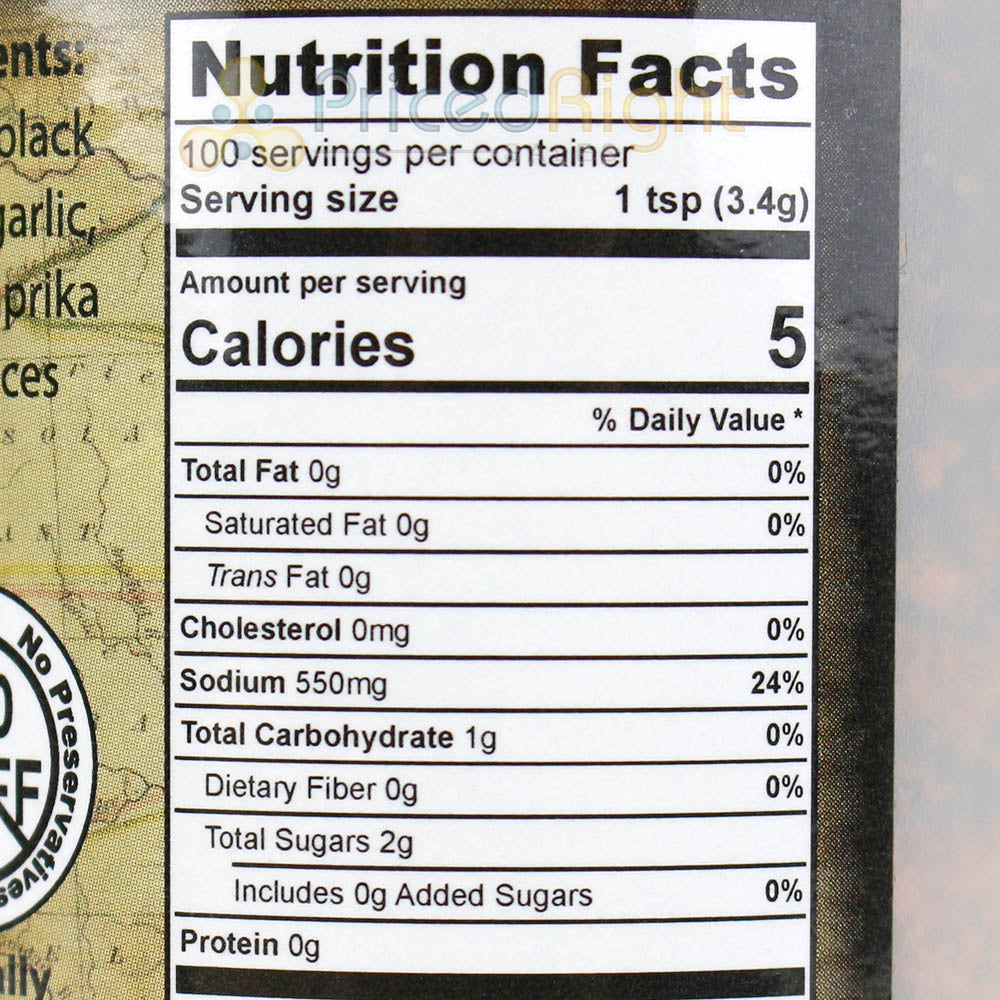 ents:
black
garlic,
prika
ces
Nutrition Facts
PricedRight
100 servings per container
Serving size 1 tsp (3.4g)
Amount per serving
Calories 5
% Daily Value *
Total Fat 0g 0%
Saturated Fat 0g 0%
Trans Fat 0g
Cholesterol 0mg 0%
Sodium 550mg 24%
Total Carbohydrate 1g 0%
Dietary Fiber 0g 0%
Total Sugars 2g
Includes 0g Added Sugars 0%
Protein 0g
No Preservatives
FF
ally